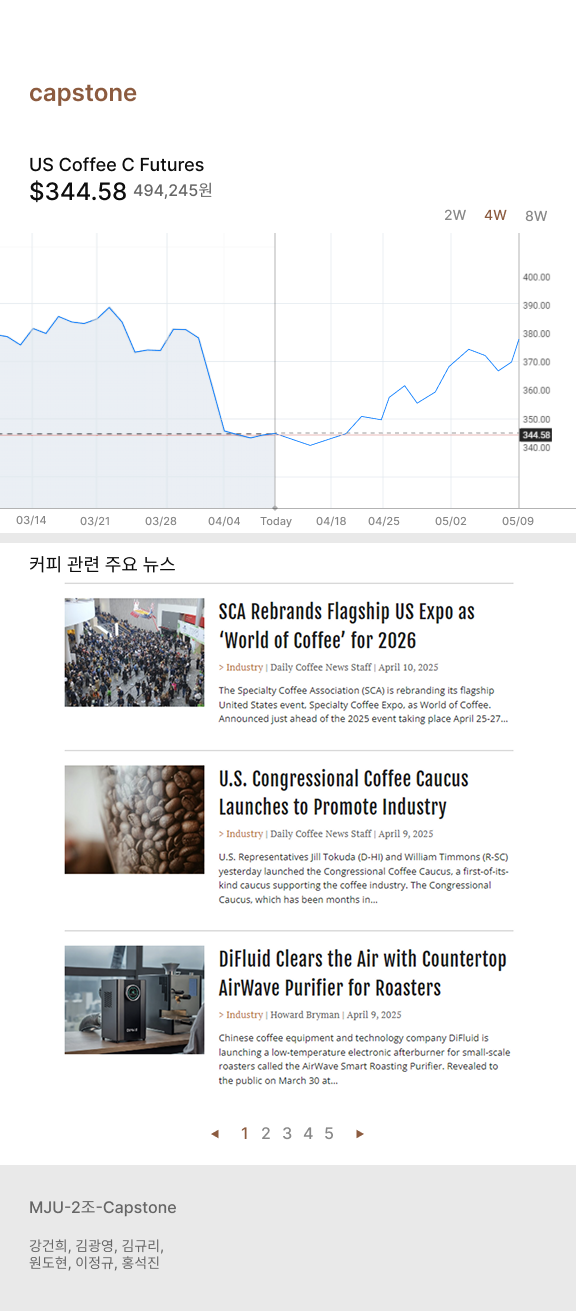 capstone
US Coffee C Futures
$344.58 494,245원
2W 4W 8W
400.00
390.00
380.00
370.00
360.00
350.00
344.58
340.00
03/14 03/21 03/28 04/04 Today 04/18 04/25 05/02 05/09
커피 관련 주요 뉴스
SCA Rebrands Flagship US Expo as
‘World of Coffee’ for 2026
> Industry | Daily Coffee News Staff | April 10, 2025
The Specialty Coffee Association (SCA) is rebranding its flagship
United States event, Specialty Coffee Expo, as World of Coffee.
Announced just ahead of the 2025 event taking place April 25-27...
U.S. Congressional Coffee Caucus
Launches to Promote Industry
> Industry | Daily Coffee News Staff | April 9, 2025
U.S. Representatives Jill Tokuda (D-HI) and William Timmons (R-SC)
yesterday launched the Congressional Coffee Caucus, a first-of-its-
kind caucus supporting the coffee industry. The Congressional
Caucus, which has been months in...
DiFluid Clears the Air with Countertop
AirWave Purifier for Roasters
> Industry | Howard Bryman | April 9, 2025
Chinese coffee equipment and technology company DiFluid is
launching a low-temperature electronic afterburner for small-scale
roasters called the AirWave Smart Roasting Purifier. Revealed to
the public on March 30 at...
◀ 1 2 3 4 5 ▶
MJU-2조-Capstone
강건희, 김광영, 김규리,
원도현, 이정규, 홍석진